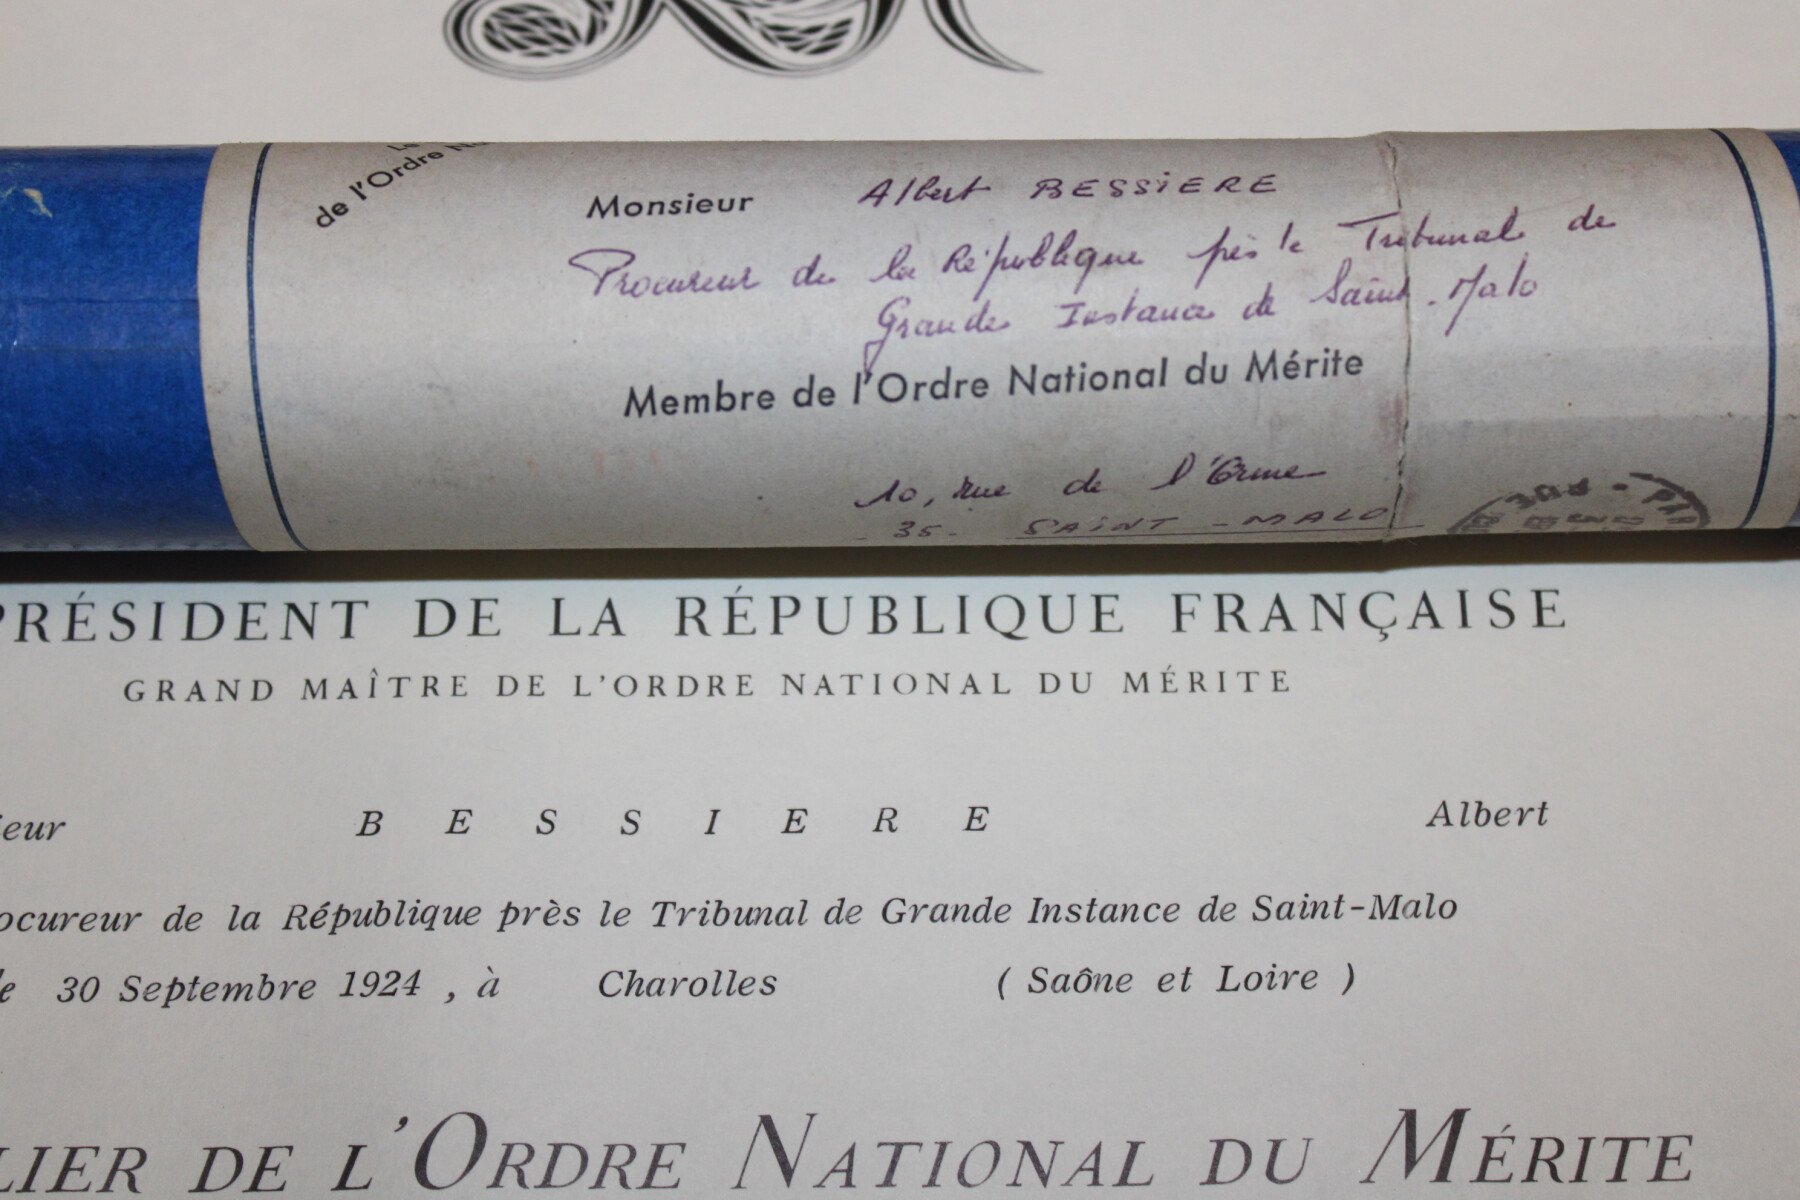 de l'Ordre
Monsieur Albert BESSIERE
Procureur de la République près le Tribunal de
Grande Instance de Saint-Malo
Membre de l'Ordre National du Mérite
10, rue de l'Orme
35 - SAINT-MALO
PRÉSIDENT DE LA RÉPUBLIQUE FRANÇAISE
GRAND MAÎTRE DE L'ORDRE NATIONAL DU MÉRITE
ieur B E S S I E R E Albert
ocureur de la République près le Tribunal de Grande Instance de Saint-Malo
le 30 Septembre 1924 , à Charolles ( Saône et Loire )
LIER DE L'ORDRE NATIONAL DU MÉRITE